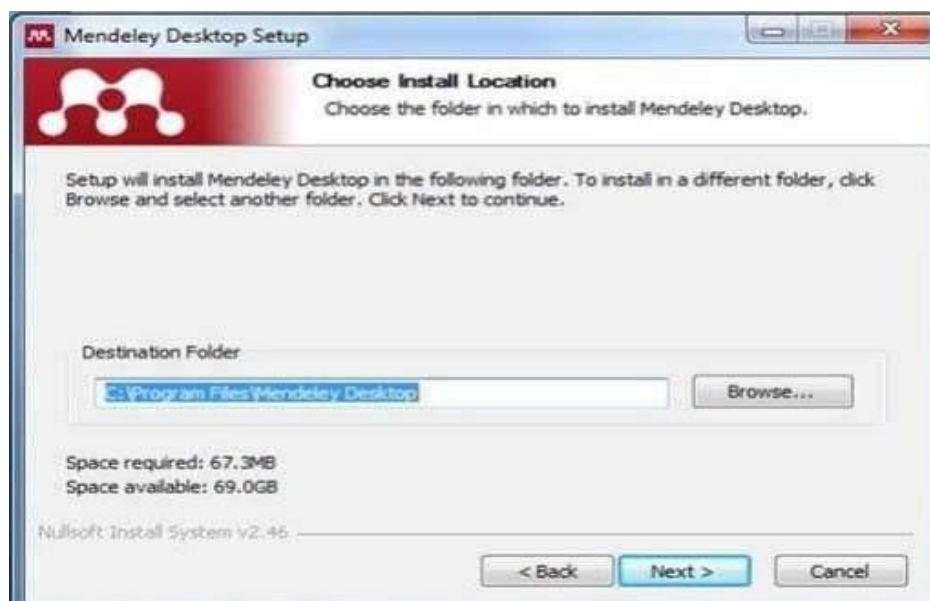 Mendeley Desktop Setup
Choose Install Location
Choose the folder in which to install Mendeley Desktop.
Setup will install Mendeley Desktop in the following folder. To install in a different folder, click
Browse and select another folder. Click Next to continue.
Destination Folder
C:\Program Files\Mendeley Desktop
Browse...
Space required: 67.3MB
Space available: 69.0GB
Nullsoft Install System v2.46
< Back
Next >
Cancel